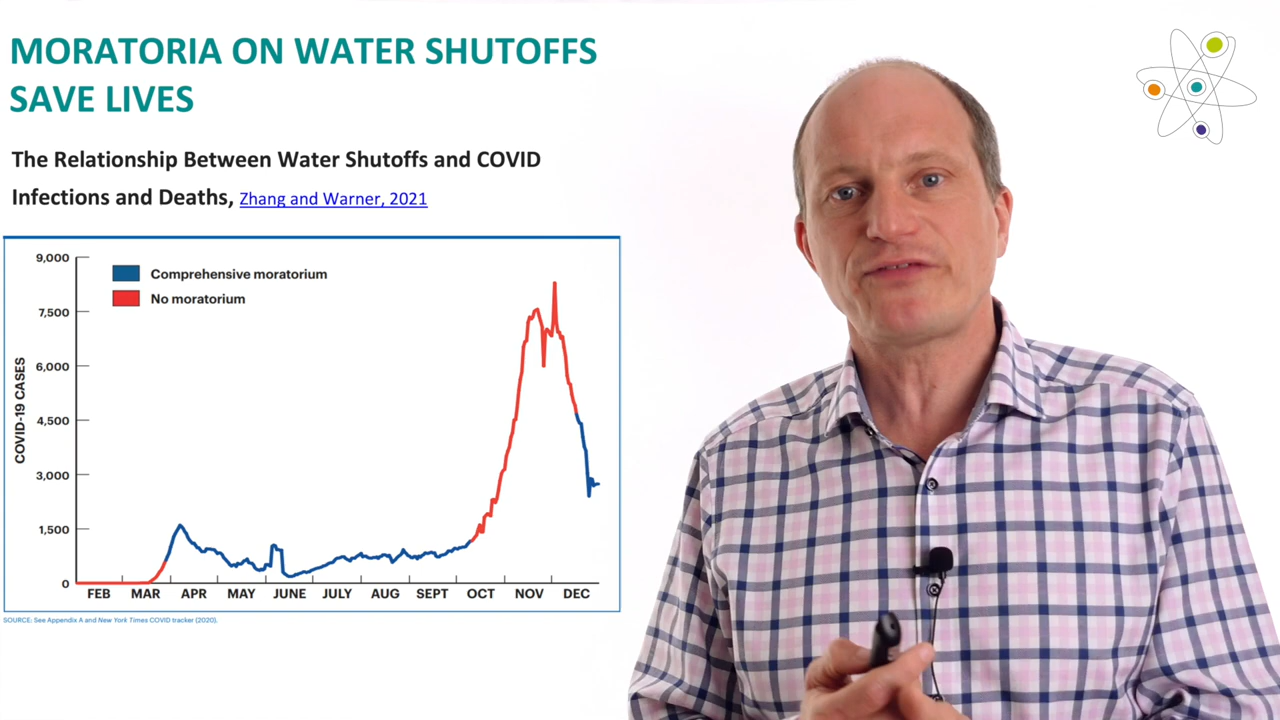 MORATORIA ON WATER SHUTOFFS
SAVE LIVES
The Relationship Between Water Shutoffs and COVID
Infections and Deaths, Zhang and Warner, 2021
9,000
Comprehensive moratorium
No moratorium
7,500
6,000
4,500
3,000
1,500
0
COVID-19 CASES
FEB MAR APR MAY JUNE JULY AUG SEPT OCT NOV DEC
SOURCE: See Appendix A and New York Times COVID tracker (2020).